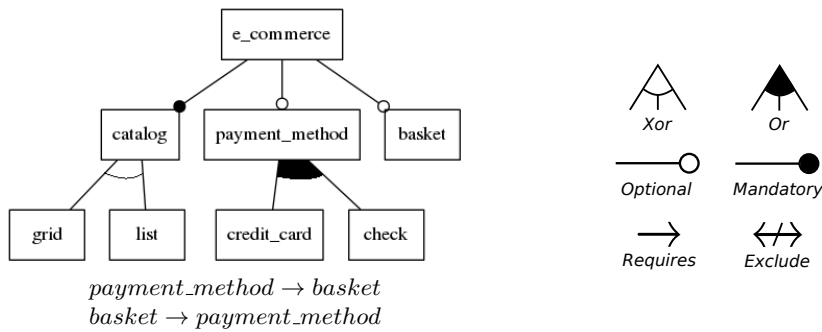 e_commerce
catalog
payment_method
basket
grid
list
credit_card
check
payment_method → basket
basket → payment_method
Xor
Or
Optional
Mandatory
Requires
Exclude